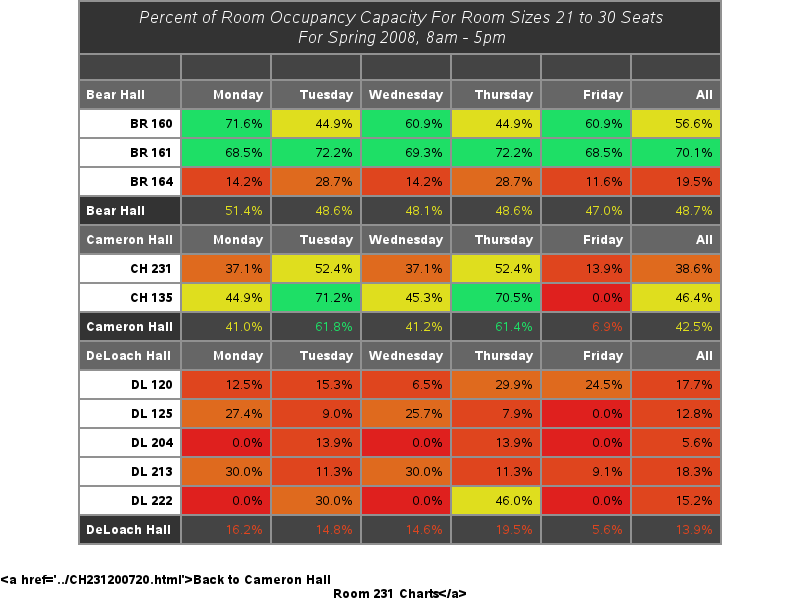 Percent of Room Occupancy Capacity For Room Sizes 21 to 30 Seats
For Spring 2008, 8am - 5pm
Bear Hall Monday Tuesday Wednesday Thursday Friday All
BR 160 71.6% 44.9% 60.9% 44.9% 60.9% 56.6%
BR 161 68.5% 72.2% 69.3% 72.2% 68.5% 70.1%
BR 164 14.2% 28.7% 14.2% 28.7% 11.6% 19.5%
Bear Hall 51.4% 48.6% 48.1% 48.6% 47.0% 48.7%
Cameron Hall Monday Tuesday Wednesday Thursday Friday All
CH 231 37.1% 52.4% 37.1% 52.4% 13.9% 38.6%
CH 135 44.9% 71.2% 45.3% 70.5% 0.0% 46.4%
Cameron Hall 41.0% 61.8% 41.2% 61.4% 6.9% 42.5%
DeLoach Hall Monday Tuesday Wednesday Thursday Friday All
DL 120 12.5% 15.3% 6.5% 29.9% 24.5% 17.7%
DL 125 27.4% 9.0% 25.7% 7.9% 0.0% 12.8%
DL 204 0.0% 13.9% 0.0% 13.9% 0.0% 5.6%
DL 213 30.0% 11.3% 30.0% 11.3% 9.1% 18.3%
DL 222 0.0% 30.0% 0.0% 46.0% 0.0% 15.2%
DeLoach Hall 16.2% 14.8% 14.6% 19.5% 5.6% 13.9%
<a href='../CH231200720.html'>Back to Cameron Hall
Room 231 Charts</a>